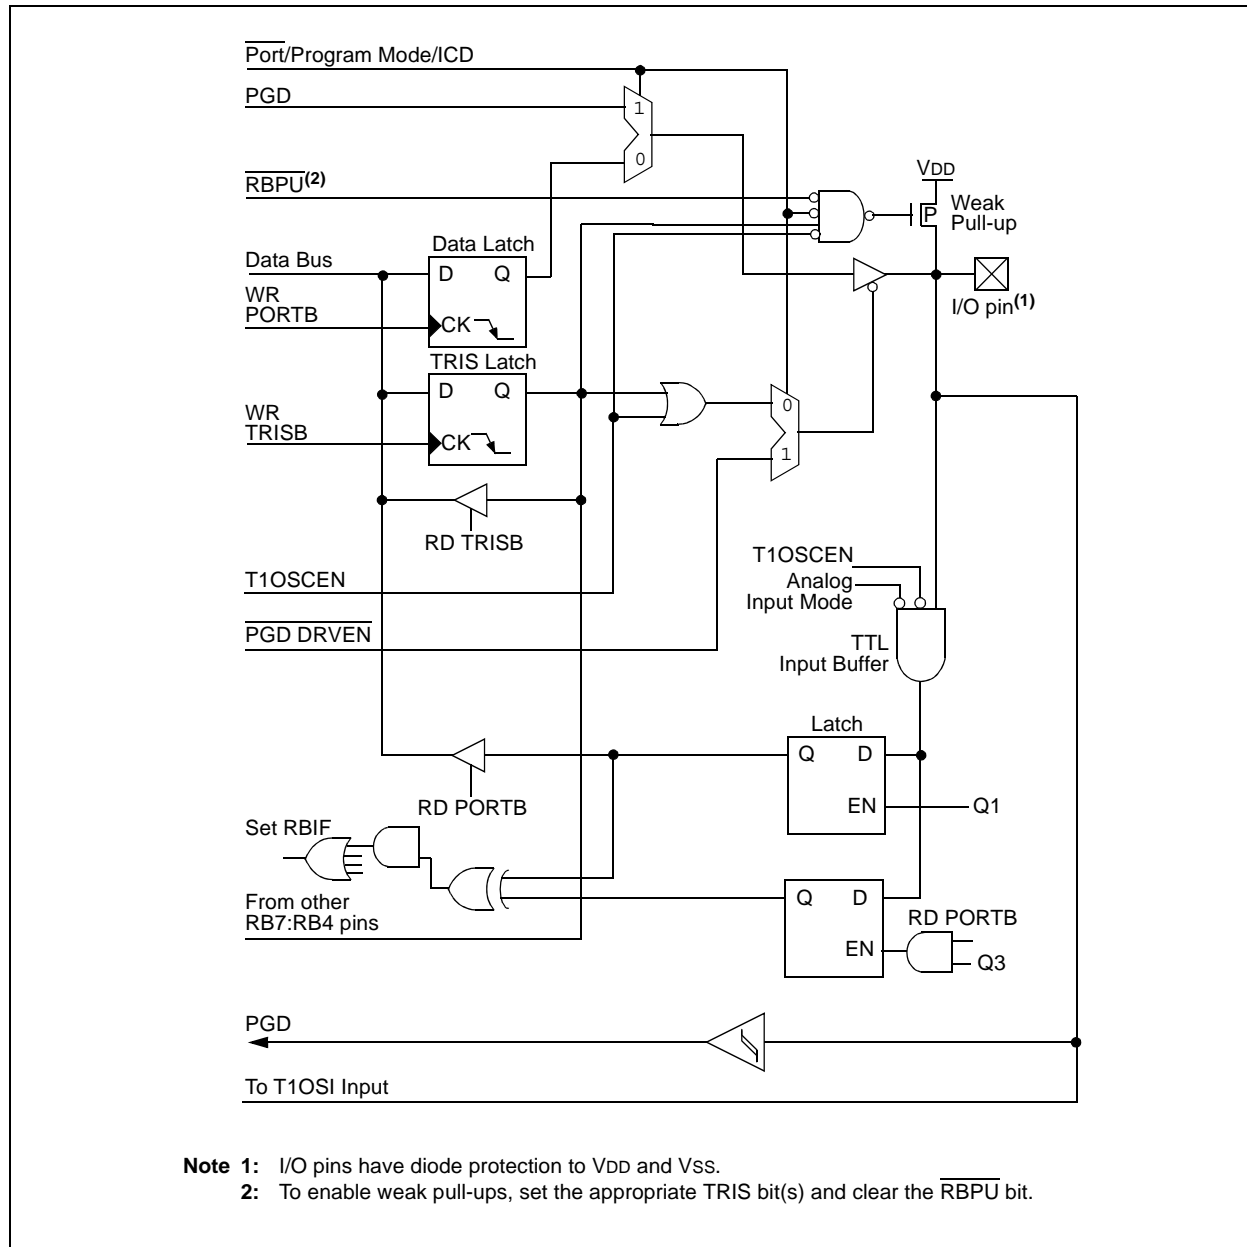 Port/Program Mode/ICD
PGD
1
0
RBPU(2)
VDD
P
Weak
Pull-up
Data Latch
Data Bus
D Q
WR
PORTB
CK
I/O pin(1)
TRIS Latch
D Q
0
WR
TRISB
CK
1
RD TRISB
T1OSCEN
T1OSCEN
Analog
Input Mode
PGD DRVEN
TTL
Input Buffer
Latch
Q D
EN
Q1
RD PORTB
Set RBIF
Q D
From other
RB7:RB4 pins
RD PORTB
EN
Q3
PGD
To T1OSI Input
Note 1: I/O pins have diode protection to VDD and VSS.
2: To enable weak pull-ups, set the appropriate TRIS bit(s) and clear the RBPU bit.